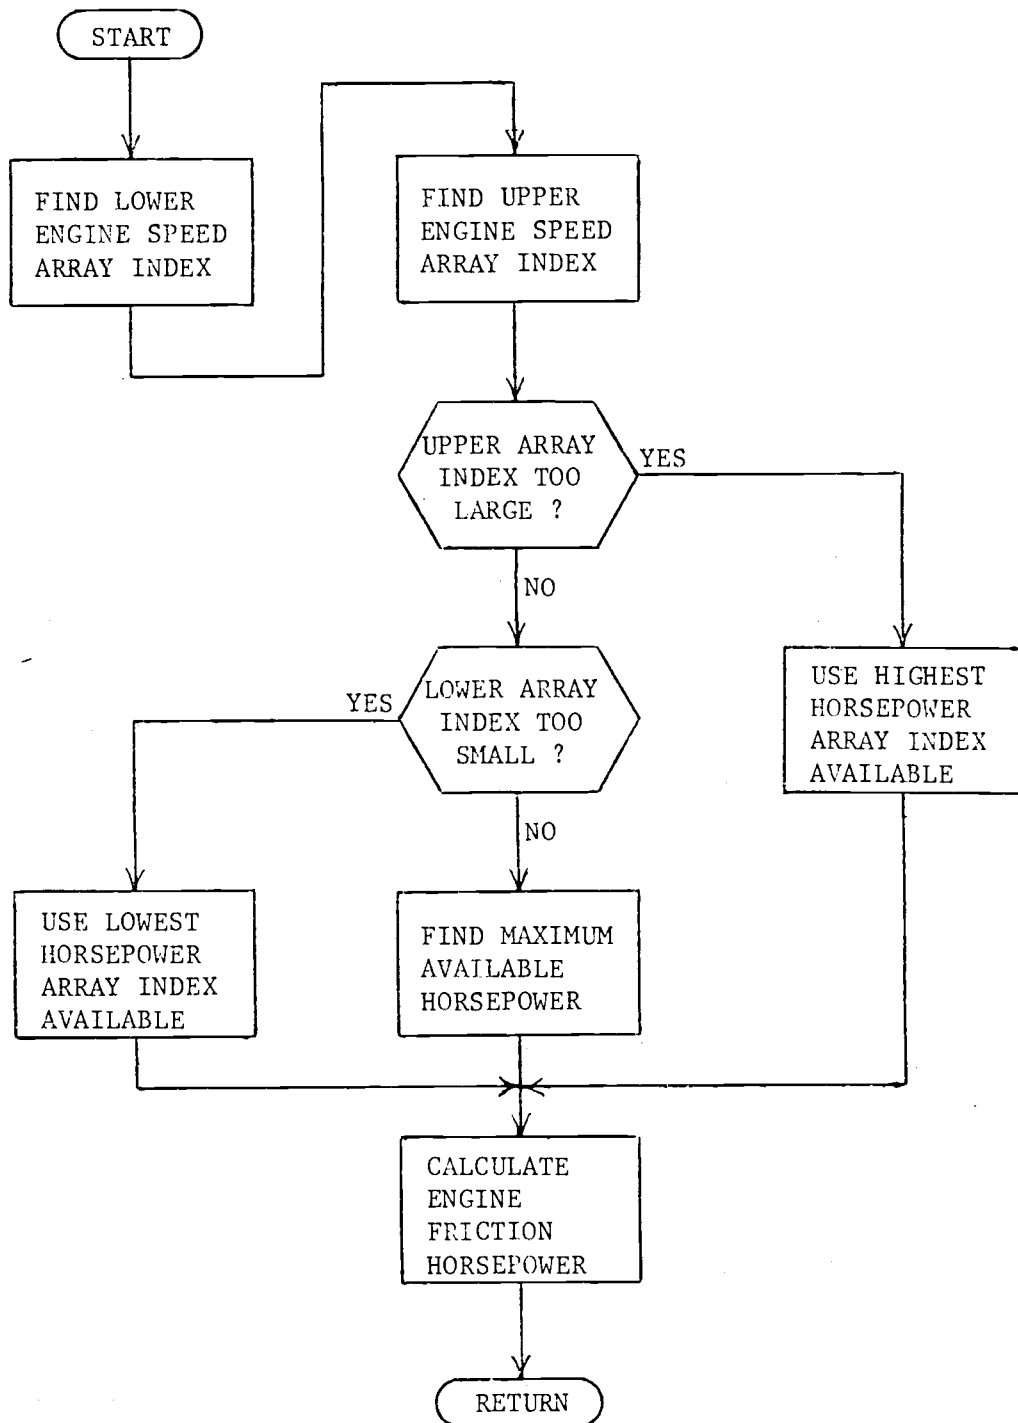 START
FIND LOWER
ENGINE SPEED
ARRAY INDEX
FIND UPPER
ENGINE SPEED
ARRAY INDEX
UPPER ARRAY
INDEX TOO
LARGE ?
YES
NO
LOWER ARRAY
INDEX TOO
SMALL ?
YES
USE HIGHEST
HORSEPOWER
ARRAY INDEX
AVAILABLE
NO
USE LOWEST
HORSEPOWER
ARRAY INDEX
AVAILABLE
FIND MAXIMUM
AVAILABLE
HORSEPOWER
CALCULATE
ENGINE
FRICTION
HORSEPOWER
RETURN